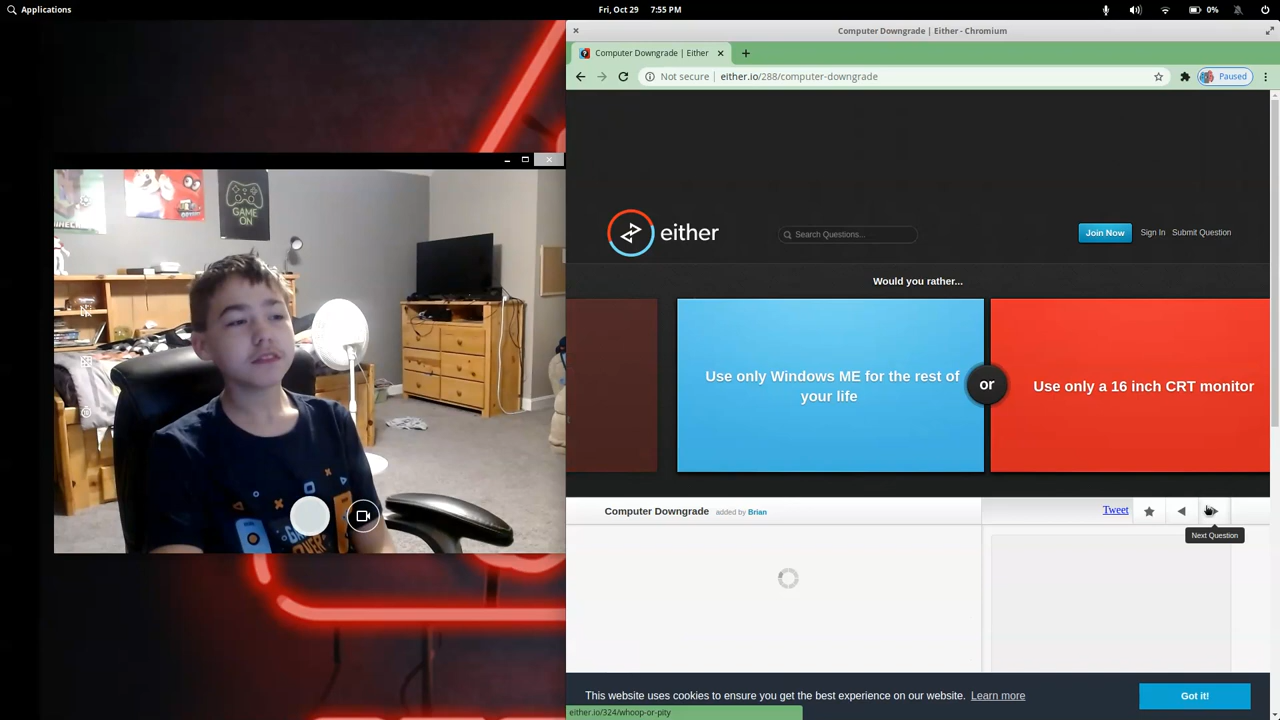 Applications
Fri, Oct 29 7:55 PM
0%
Computer Downgrade | Either - Chromium
Computer Downgrade | Either
Not secure | either.io/288/computer-downgrade
Paused
either
Search Questions...
Join Now
Sign In
Submit Question
Would you rather...
Use only Windows ME for the rest of
your life
or
Use only a 16 inch CRT monitor
Computer Downgrade added by Brian
Tweet
Next Question
This website uses cookies to ensure you get the best experience on our website. Learn more
Got it!
either.io/324/whoop-or-pity
GAME
ON